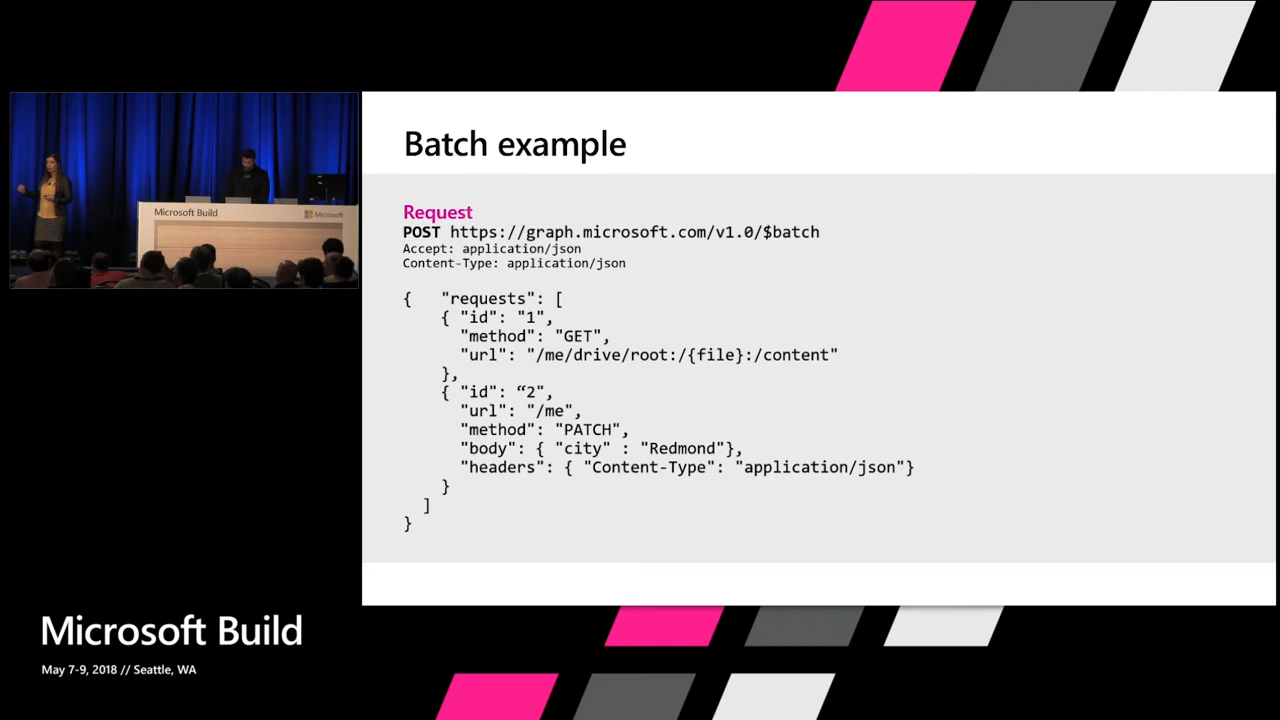 Batch example
Request
POST https://graph.microsoft.com/v1.0/$batch
Accept: application/json
Content-Type: application/json
{   "requests": [
    { "id": "1",
      "method": "GET",
      "url": "/me/drive/root:/{file}:/content"
    },
    { "id": “2",
      "url": "/me",
      "method": "PATCH",
      "body": { "city" : "Redmond"},
      "headers": { "Content-Type": "application/json"}
    }
  ]
}
Microsoft Build
Microsoft
Microsoft Build
May 7-9, 2018 // Seattle, WA